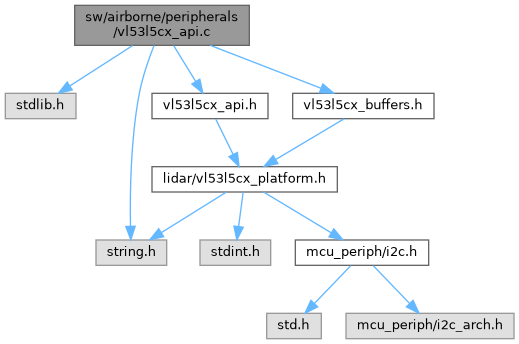 sw/airborne/peripherals
/vl53l5cx_api.c
stdlib.h
vl53l5cx_api.h
vl53l5cx_buffers.h
lidar/vl53l5cx_platform.h
string.h
stdint.h
mcu_periph/i2c.h
std.h
mcu_periph/i2c_arch.h